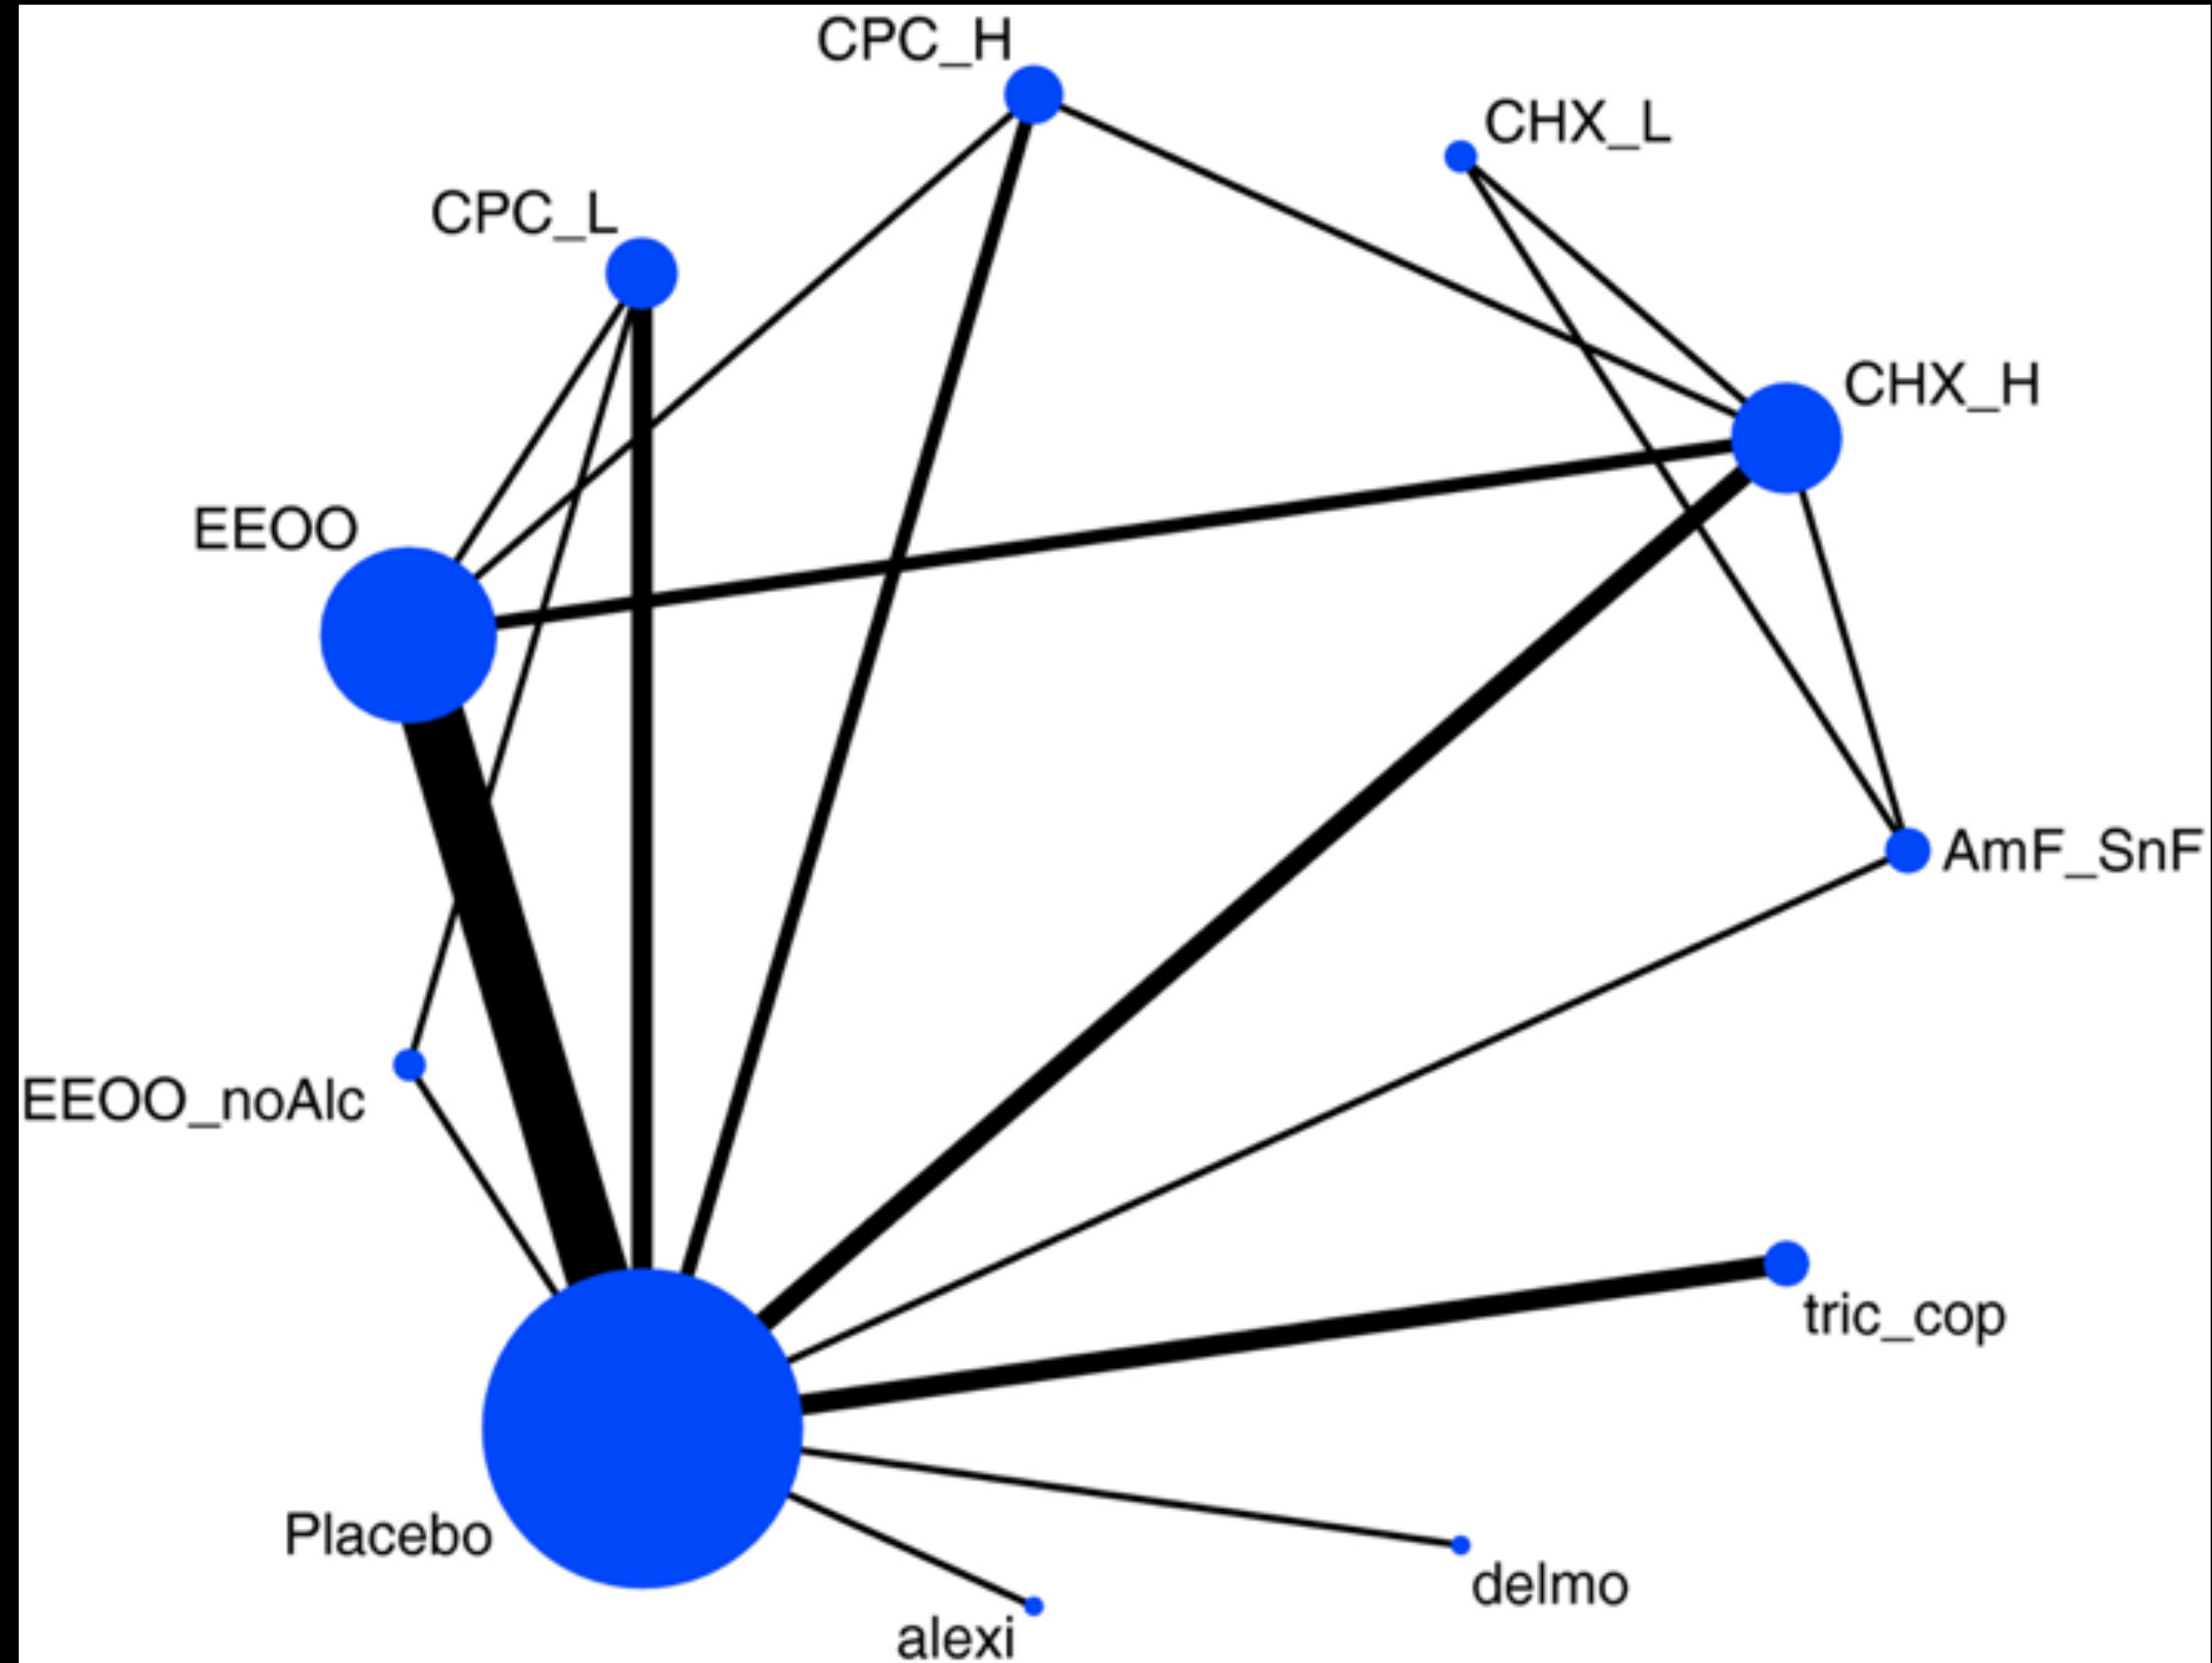 CPC_H
CHX_L
CPC_L
CHX_H
EEOO
AmF_SnF
EEOO_noAlc
tric_cop
Placebo
delmo
alexi